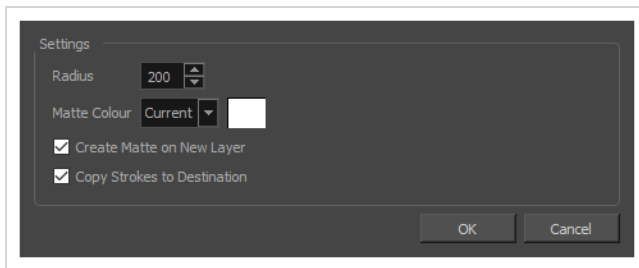 Settings
Radius 200
Matte Colour Current
Create Matte on New Layer
Copy Strokes to Destination
OK Cancel